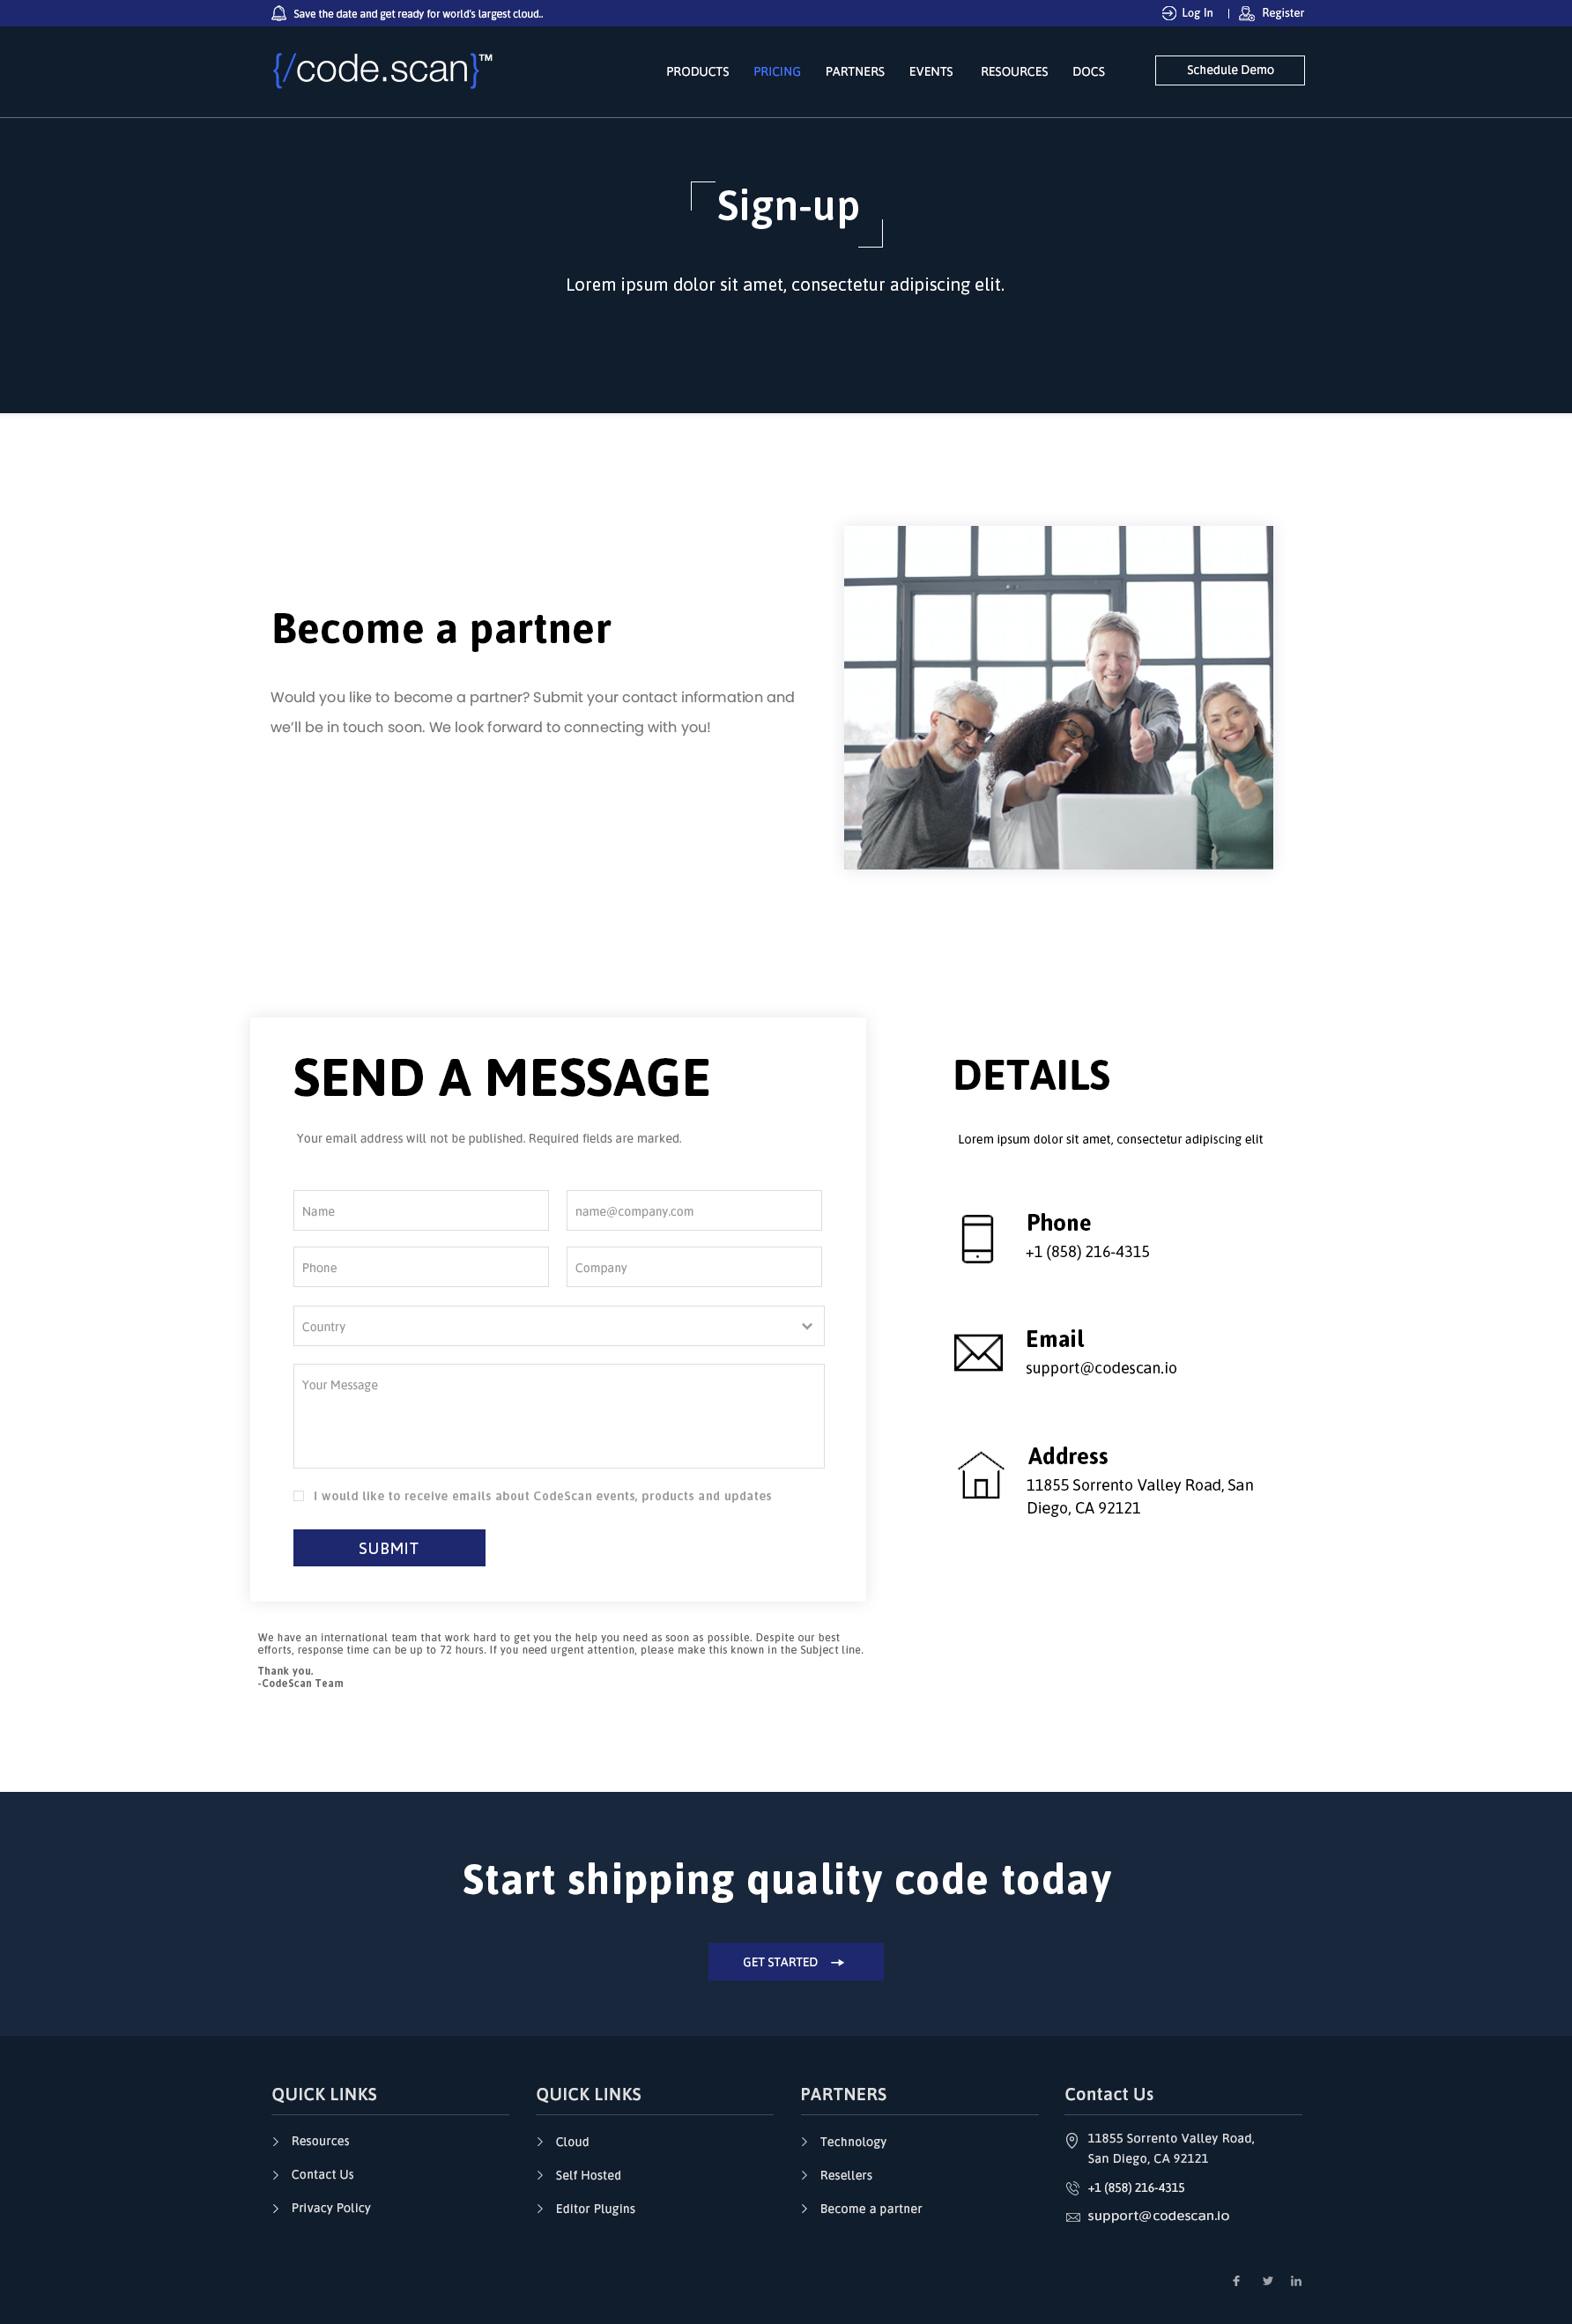 Save the date and get ready for world's largest cloud..
Log In | Register
{/code.scan}™
PRODUCTS PRICING PARTNERS EVENTS RESOURCES DOCS
Schedule Demo
Sign-up
Lorem ipsum dolor sit amet, consectetur adipiscing elit.
Become a partner
Would you like to become a partner? Submit your contact information and
we'll be in touch soon. We look forward to connecting with you!
SEND A MESSAGE
Your email address will not be published. Required fields are marked.
Name
name@company.com
Phone
Company
Country
Your Message
I would like to receive emails about CodeScan events, products and updates
SUBMIT
We have an international team that work hard to get you the help you need as soon as possible. Despite our best
efforts, response time can be up to 72 hours. If you need urgent attention, please make this known in the Subject line.
Thank you.
-CodeScan Team
DETAILS
Lorem ipsum dolor sit amet, consectetur adipiscing elit
Phone
+1 (858) 216-4315
Email
support@codescan.io
Address
11855 Sorrento Valley Road, San
Diego, CA 92121
Start shipping quality code today
GET STARTED
QUICK LINKS
Resources
Contact Us
Privacy Policy
QUICK LINKS
Cloud
Self Hosted
Editor Plugins
PARTNERS
Technology
Resellers
Become a partner
Contact Us
11855 Sorrento Valley Road,
San Diego, CA 92121
+1 (858) 216-4315
support@codescan.io